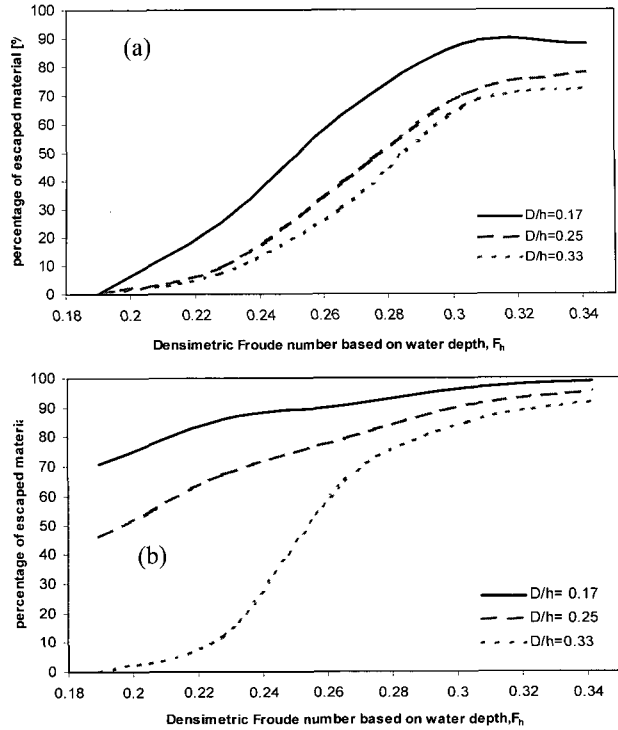 percentage of escaped material [%
100
90
80
70
60
50
40
30
20
10
0
(a)
D/h=0.17
D/h=0.25
D/h=0.33
0.18 0.2 0.22 0.24 0.26 0.28 0.3 0.32 0.34
Densimetric Froude number based on water depth, Fh
percentage of escaped materia
100
90
80
70
60
50
40
30
20
10
0
(b)
D/h= 0.17
D/h= 0.25
D/h=0.33
0.18 0.2 0.22 0.24 0.26 0.28 0.3 0.32 0.34
Densimetric Froude number based on water depth,Fh